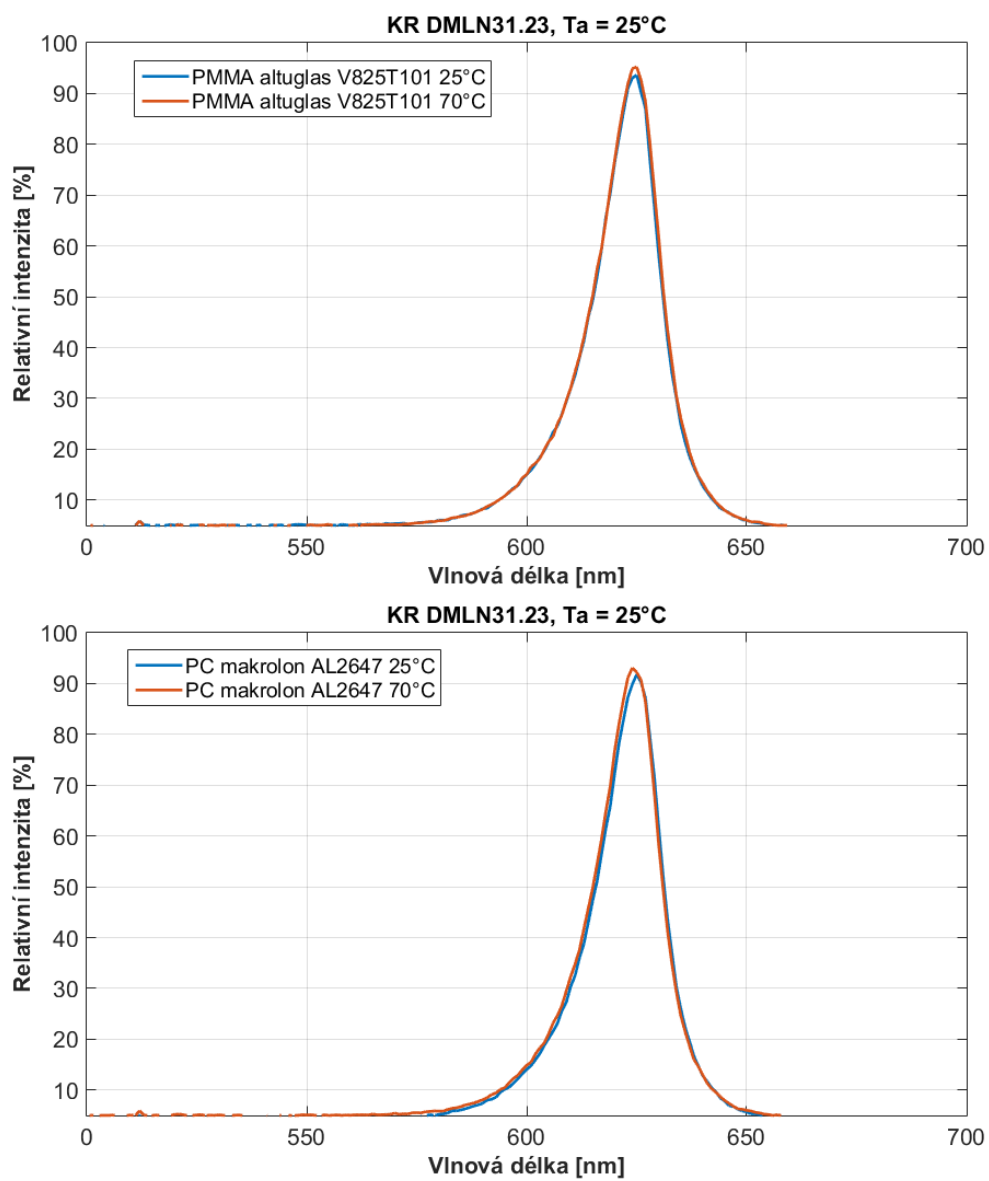 KR DMLN31.23, Ta = 25°C
100
90
80
70
60
50
40
30
20
10
Relativní intenzita [%]
PMMA altuglas V825T101 25°C
PMMA altuglas V825T101 70°C
0 550 600 650 700
Vlnová délka [nm]
KR DMLN31.23, Ta = 25°C
100
90
80
70
60
50
40
30
20
10
Relativní intenzita [%]
PC makrolon AL2647 25°C
PC makrolon AL2647 70°C
0 550 600 650 700
Vlnová délka [nm]